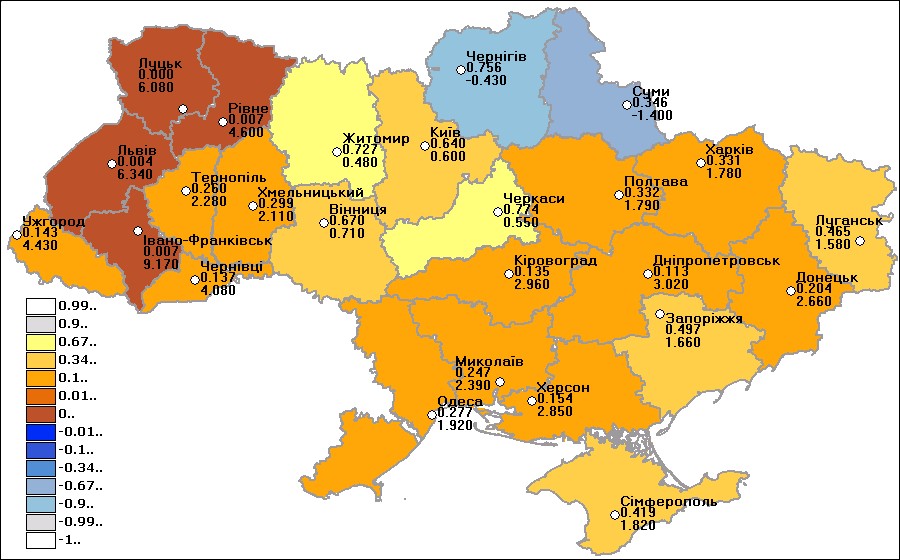 Чернігів
0.756
-0.430
Луцьк
0.000
6.080
Суми
0.346
-1.400
Рівне
0.007
4.600
Київ
0.640
0.600
Житомир
0.727
0.480
Львів
0.004
6.340
Харків
0.331
1.780
Тернопіль
0.260
2.280
Хмельницький
0.299
2.110
Полтава
0.332
1.790
Черкаси
0.774
0.550
Вінниця
0.670
0.710
Ужгород
0.143
4.430
Луганськ
0.465
1.580
Івано-Франківськ
0.007
9.170
Чернівці
0.137
4.080
Кіровоград
0.135
2.960
Дніпропетровськ
0.113
3.020
Донецьк
0.204
2.660
Запоріжжя
0.497
1.660
Миколаїв
0.247
2.390
Херсон
0.154
2.850
Одеса
0.277
1.920
Сімферополь
0.419
1.820
0.99..
0.9..
0.67..
0.34..
0.1..
0.01..
0..
-0.01..
-0.1..
-0.34..
-0.67..
-0.9..
-0.99..
-1..